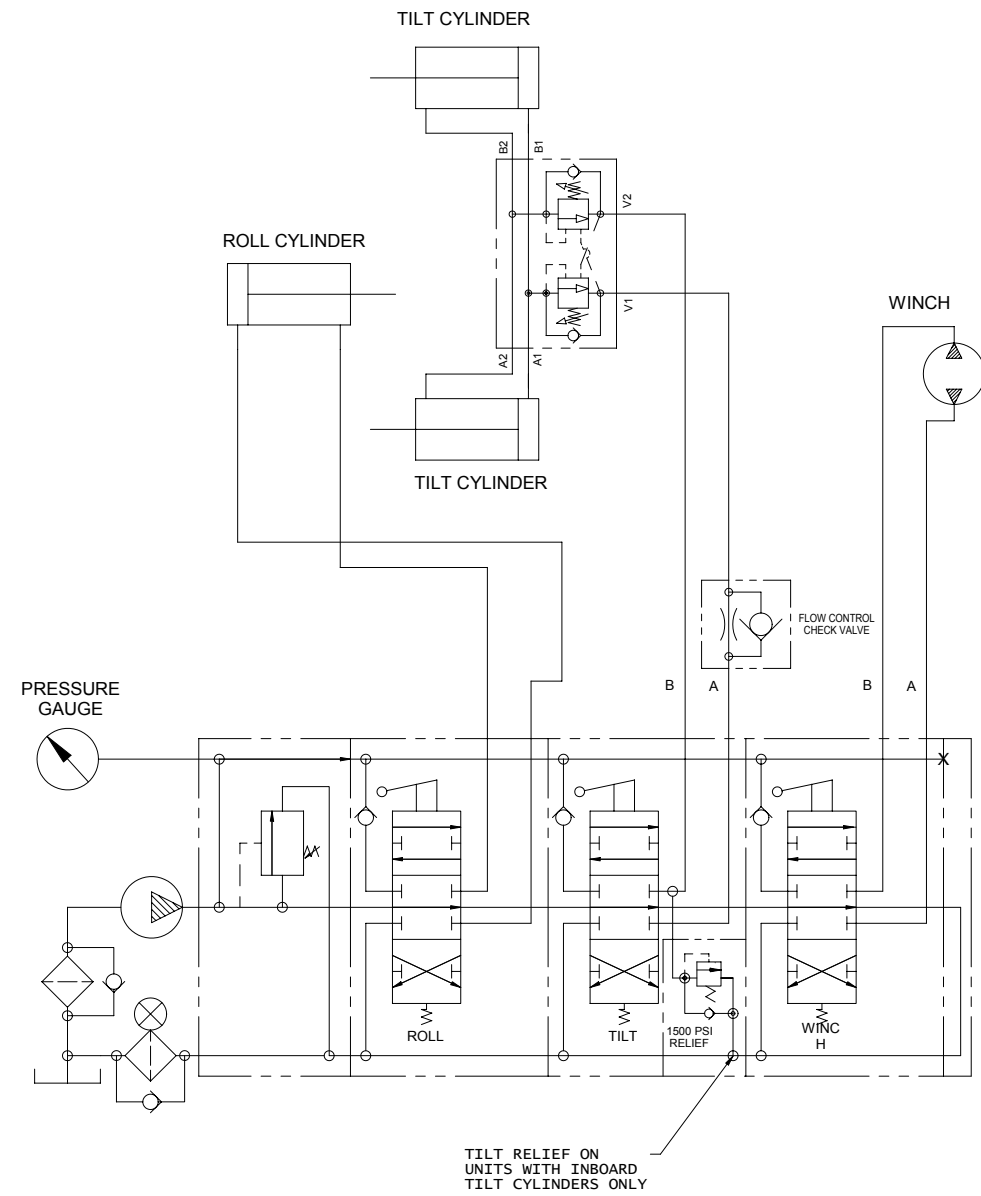 TILT CYLINDER
B2
B1
V2
ROLL CYLINDER
V1
WINCH
A2
A1
TILT CYLINDER
FLOW CONTROL
CHECK VALVE
B
A
B
A
PRESSURE
GAUGE
X
ROLL
TILT
1500 PSI
RELIEF
WINC
H
TILT RELIEF ON
UNITS WITH INBOARD
TILT CYLINDERS ONLY